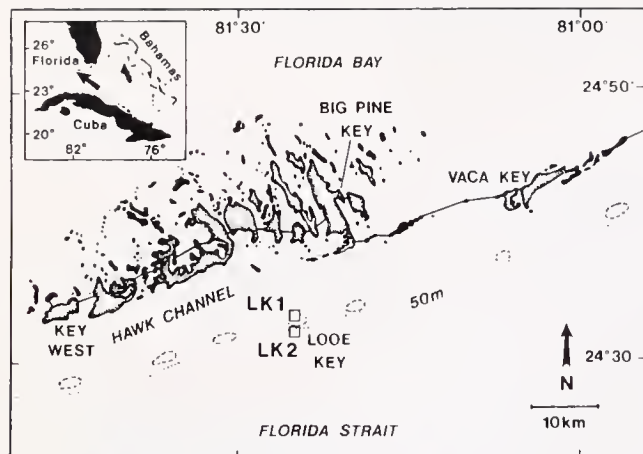 81°30'
81°00'
26°
Florida
Bahamas
23°
Cuba
20°
82°
76°
FLORIDA BAY
24°50'
BIG PINE
KEY
VACA KEY
KEY
WEST
HAWK CHANNEL
LK1
LK2
LOOE
KEY
50m
24°30'
N
10km
FLORIDA STRAIT